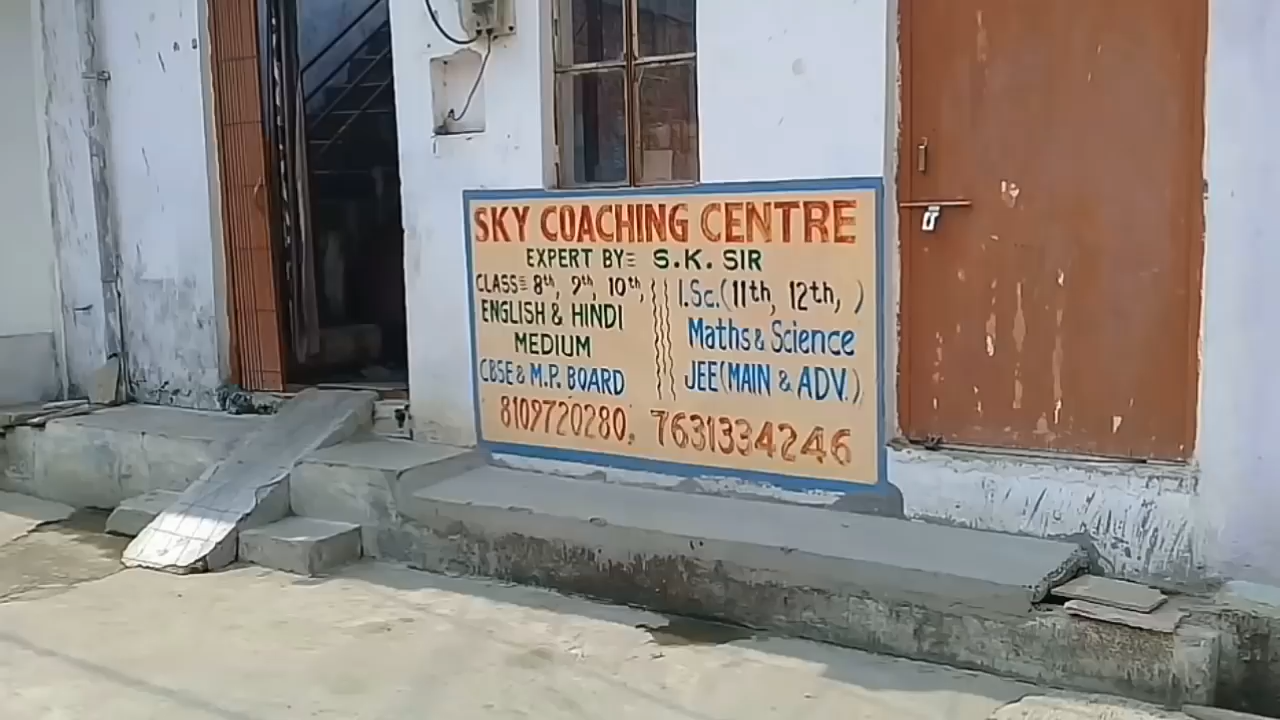 SKY COACHING CENTRE
EXPERT BY= S.K. SIR
CLASS= 8th, 9th, 10th,
ENGLISH & HINDI
MEDIUM
CBSE & M.P. BOARD
I.Sc.(11th, 12th, )
Maths & Science
JEE(MAIN & ADV.)
8109720280, 7631334246